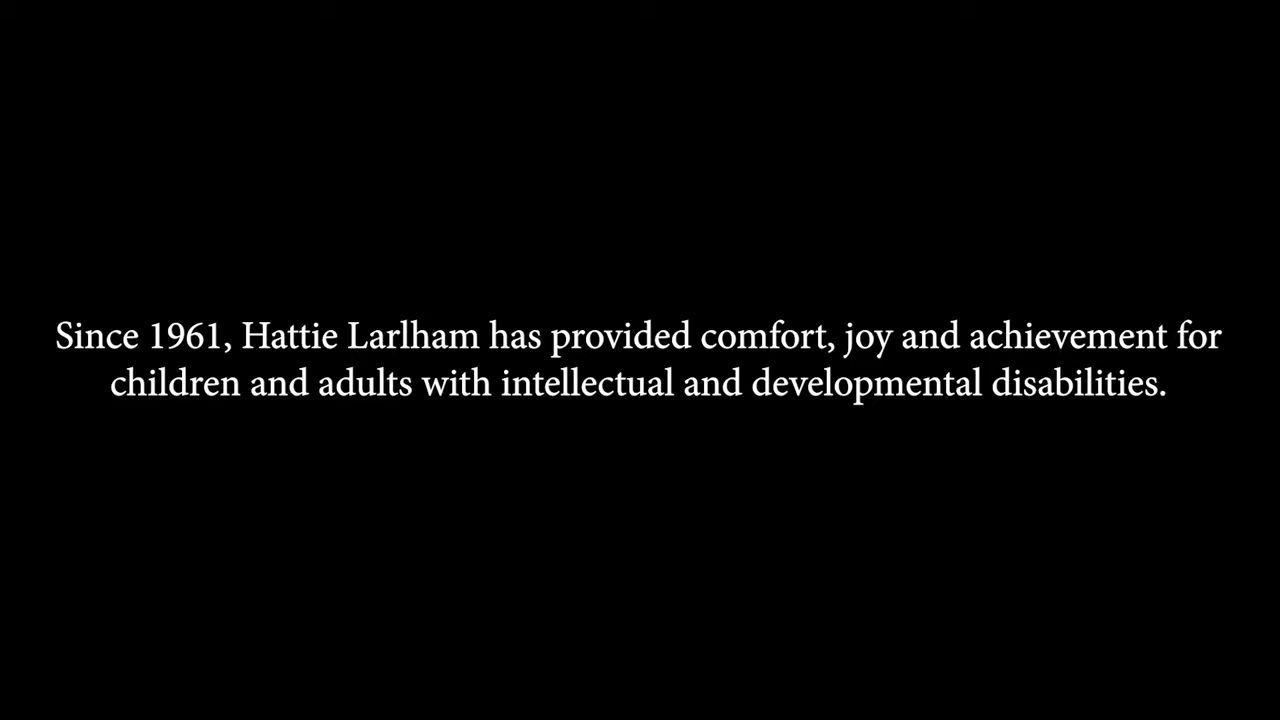 Since 1961, Hattie Larlham has provided comfort, joy and achievement for
children and adults with intellectual and developmental disabilities.